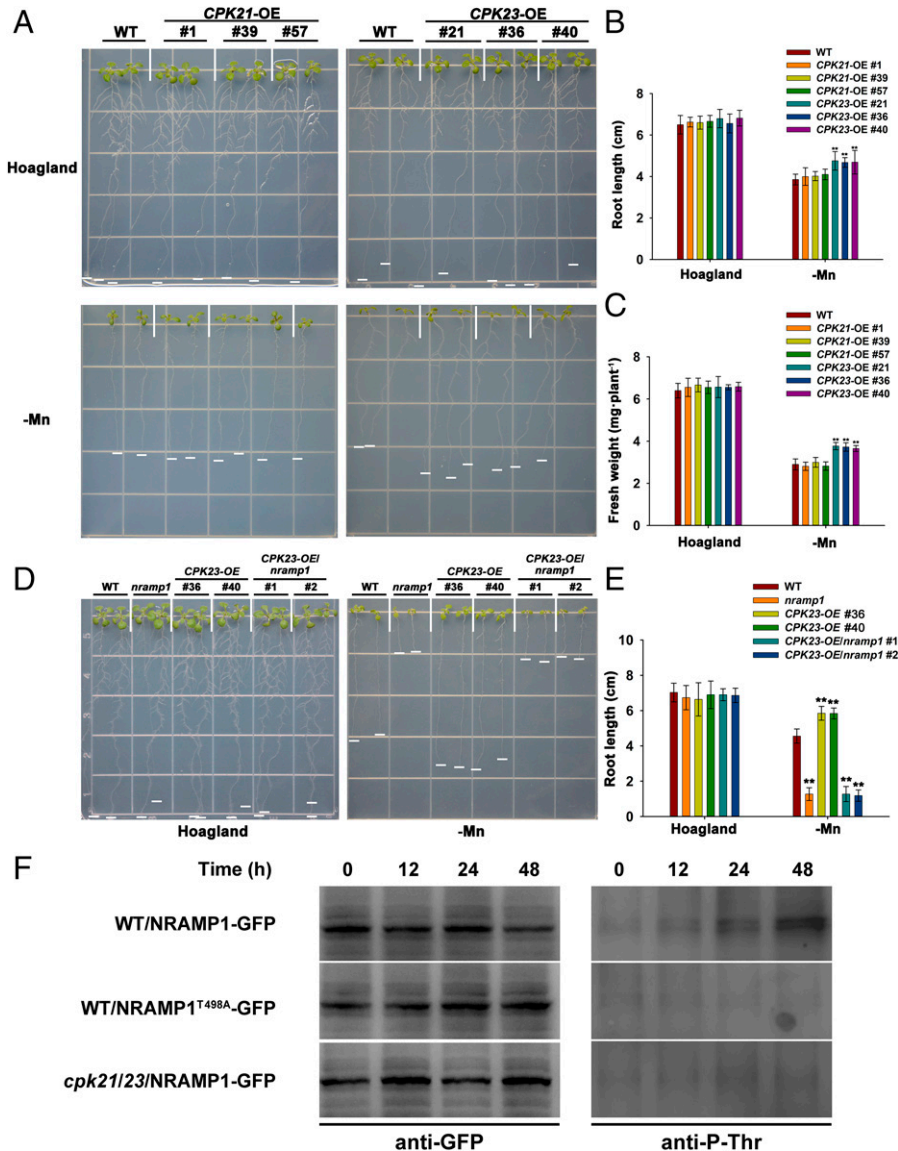 A
CPK21-OE
CPK23-OE
WT #1 #39 #57
WT #21 #36 #40
Hoagland
-Mn
B
WT
CPK21-OE #1
CPK21-OE #39
CPK21-OE #57
CPK23-OE #21
CPK23-OE #36
CPK23-OE #40
Root length (cm)
8
6
4
2
0
** ** **
Hoagland -Mn
C
WT
CPK21-OE #1
CPK21-OE #39
CPK21-OE #57
CPK23-OE #21
CPK23-OE #36
CPK23-OE #40
Fresh weight (mg·plant⁻¹)
8
6
4
2
0
** ** **
Hoagland -Mn
D
CPK23-OE CPK23-OE/
nramp1
WT nramp1 #36 #40 #1 #2
CPK23-OE CPK23-OE/
nramp1
WT nramp1 #36 #40 #1 #2
Hoagland
-Mn
E
WT
nramp1
CPK23-OE #36
CPK23-OE #40
CPK23-OE/nramp1 #1
CPK23-OE/nramp1 #2
Root length (cm)
10
8
6
4
2
0
** ** ** ** **
Hoagland -Mn
F
Time (h) 0 12 24 48 0 12 24 48
WT/NRAMP1-GFP
WT/NRAMP1ᵀ⁴⁹⁸ᴬ-GFP
cpk21/23/NRAMP1-GFP
anti-GFP
anti-P-Thr